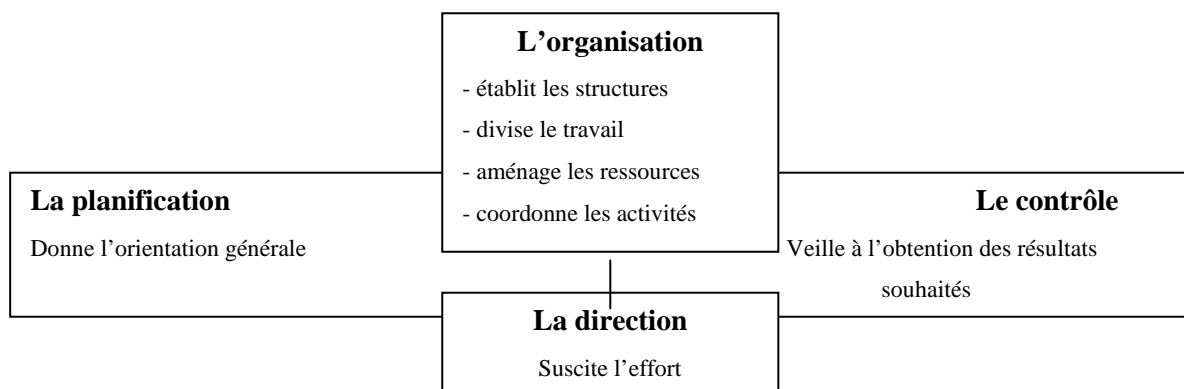 L'organisation
- établit les structures
- divise le travail
- aménage les ressources
- coordonne les activités
La planification
Donne l'orientation générale
Le contrôle
Veille à l'obtention des résultats
souhaités
La direction
Suscite l'effort